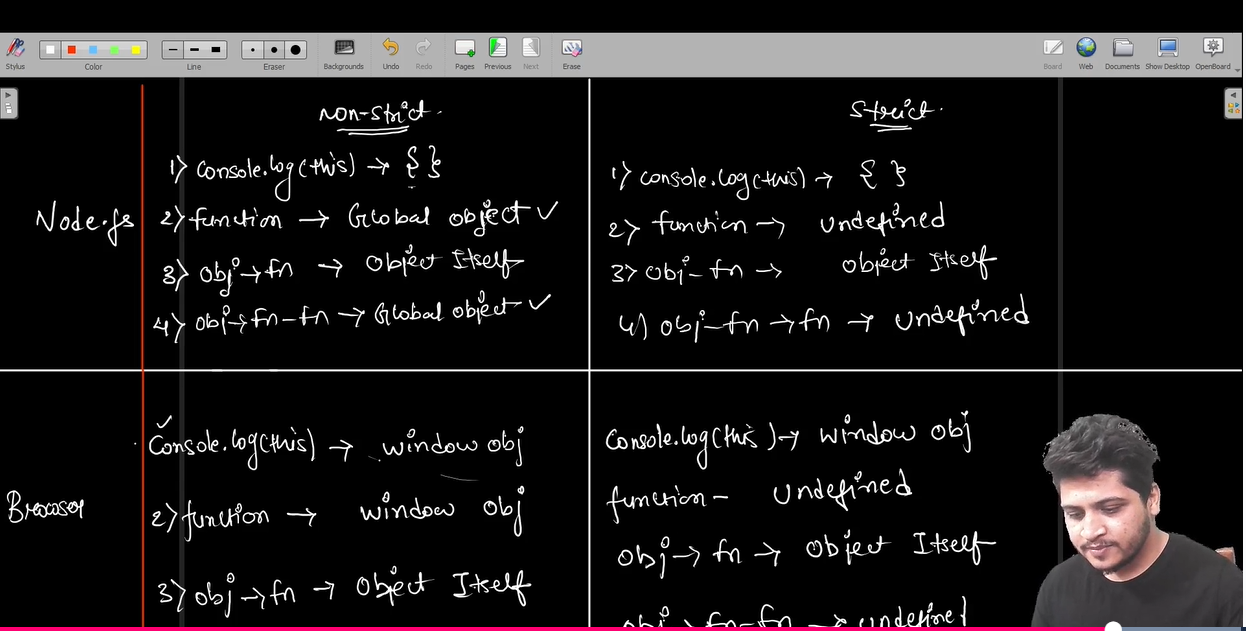 Stylus
Color
Line
Eraser
Backgrounds
Undo
Redo
Pages
Previous
Next
Erase
Board
Web
Documents
Show Desktop
OpenBoard
Non-strict.
Strict.
Node.js
1) console.log(this) → { }
2) function → Global object ✓
3) obj → fn → Object Itself
4) obj → fn - fn → Global object ✓
1) console.log(this) → { }
2) function → undefined
3) obj - fn → object Itself
4) obj - fn → fn → undefined
Browser
✓
Console.log(this) → window obj
2) function → window obj
3) obj → fn → Object Itself
console.log(this) → window obj
function - undefined
obj → fn → Object Itself
obj → fn - fn → undefined